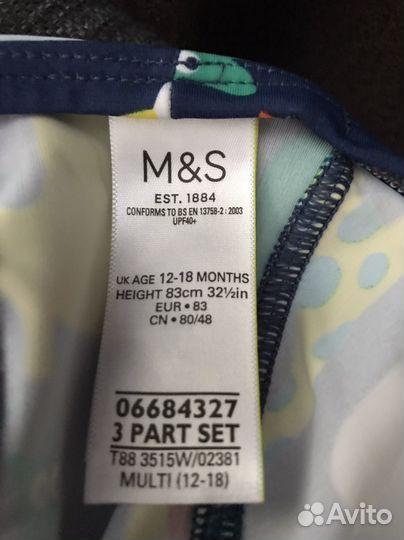 M&S
EST. 1884
CONFORMS TO BS EN 13758-2 : 2003
UPF40+
UK AGE 12-18 MONTHS
HEIGHT 83cm 32½in
EUR • 83
CN • 80/48
06684327
3 PART SET
T88 3515W/02381
MULTI (12-18)
Avito